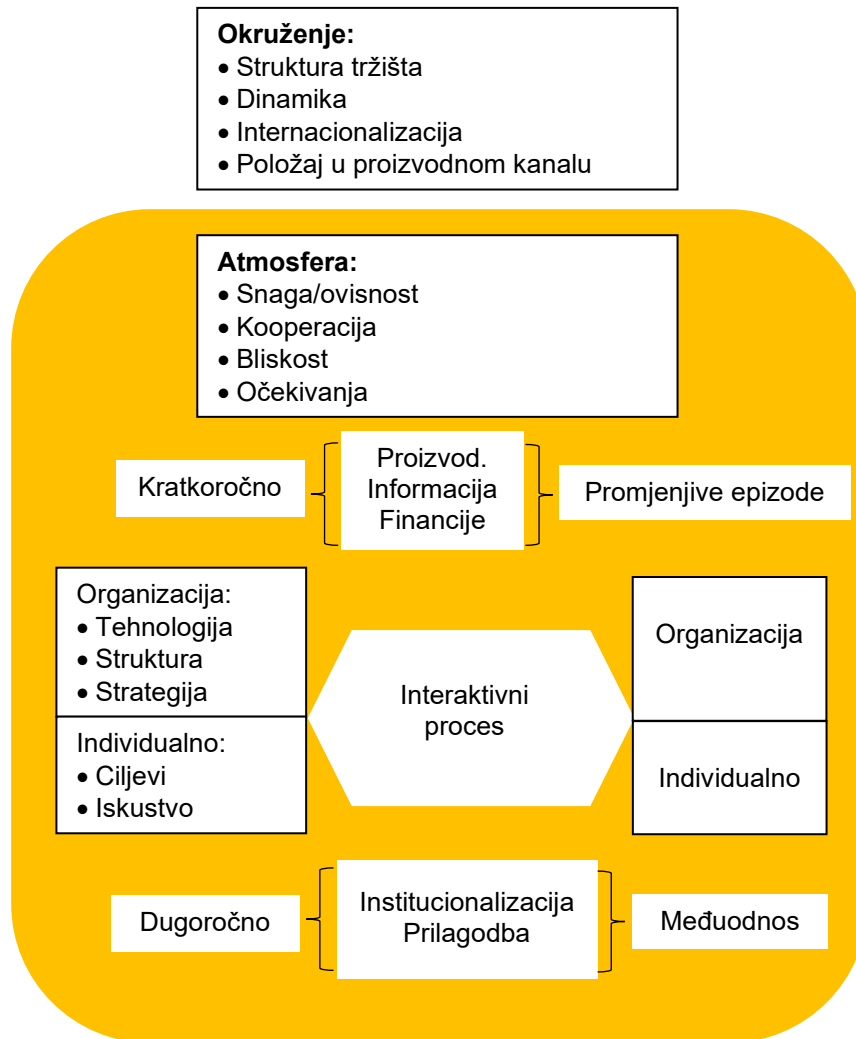 Okruženje:
• Struktura tržišta
• Dinamika
• Internacionalizacija
• Položaj u proizvodnom kanalu
Atmosfera:
• Snaga/ovisnost
• Kooperacija
• Bliskost
• Očekivanja
Kratkoročno
Proizvod.
Informacija
Financije
Promjenjive epizode
Organizacija:
• Tehnologija
• Struktura
• Strategija
Individualno:
• Ciljevi
• Iskustvo
Interaktivni
proces
Organizacija
Individualno
Dugoročno
Institucionalizacija
Prilagodba
Međuodnos